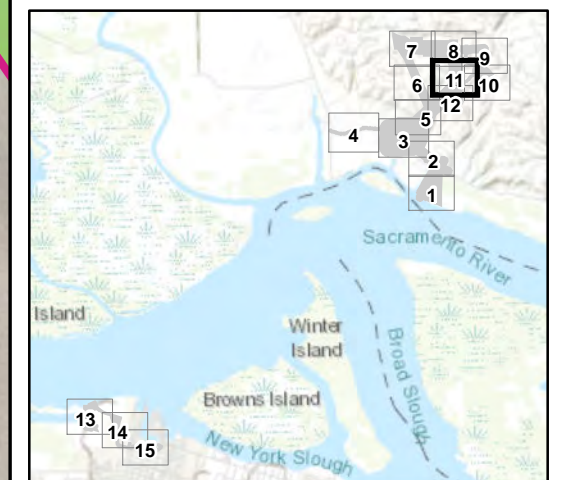 7 8 9
6 11 10
12
5
4 3
2
1
Sacramento River
Island
Winter
Island
Broad Slough
Browns Island
13
14
15
New York Slough